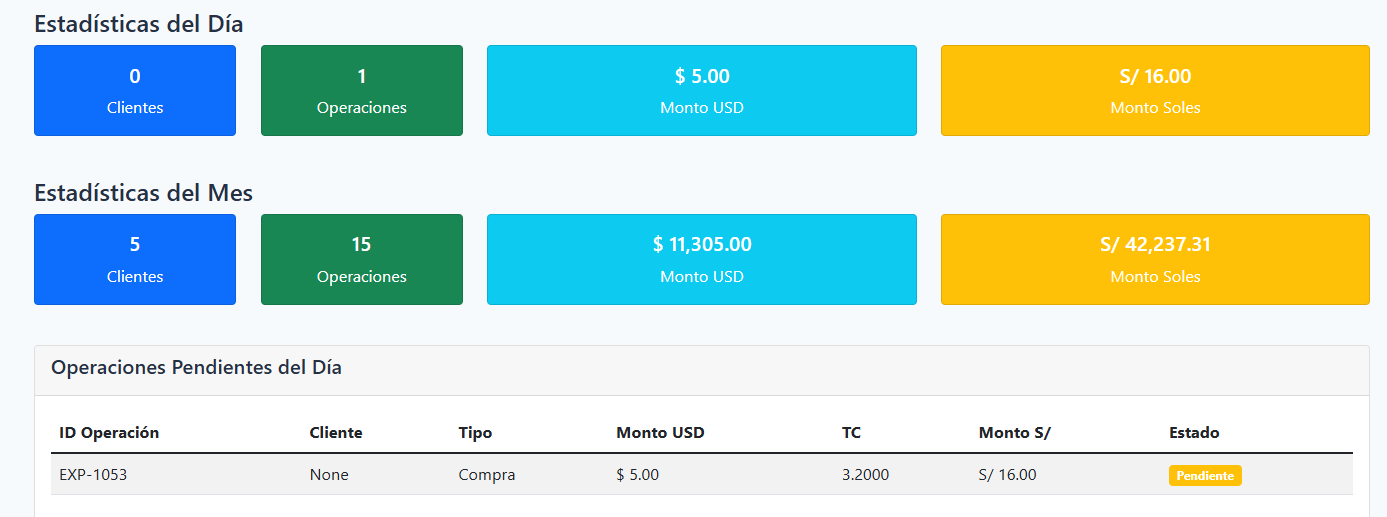 Estadísticas del Día
0 1 $ 5.00 S/ 16.00
Clientes Operaciones Monto USD Monto Soles
Estadísticas del Mes
5 15 $ 11,305.00 S/ 42,237.31
Clientes Operaciones Monto USD Monto Soles
Operaciones Pendientes del Día
ID Operación Cliente Tipo Monto USD TC Monto S/ Estado
EXP-1053 None Compra $ 5.00 3.2000 S/ 16.00 Pendiente